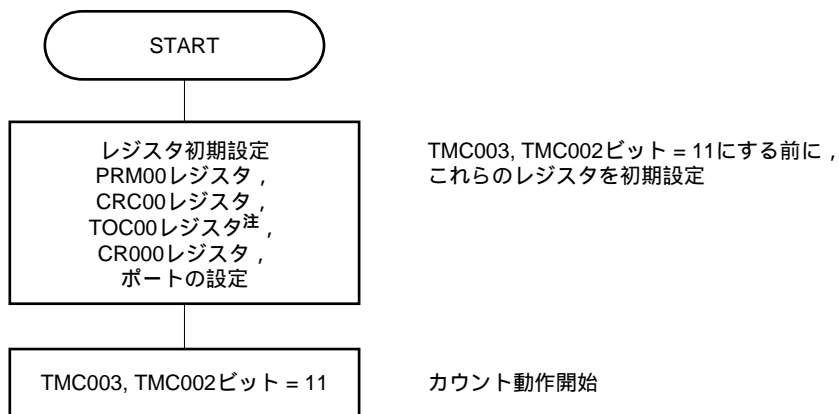 START
レジスタ初期設定
PRM00レジスタ，
CRC00レジスタ，
TOC00レジスタ注，
CR000レジスタ，
ポートの設定
TMC003, TMC002ビット = 11にする前に，
これらのレジスタを初期設定
TMC003, TMC002ビット = 11
カウント動作開始